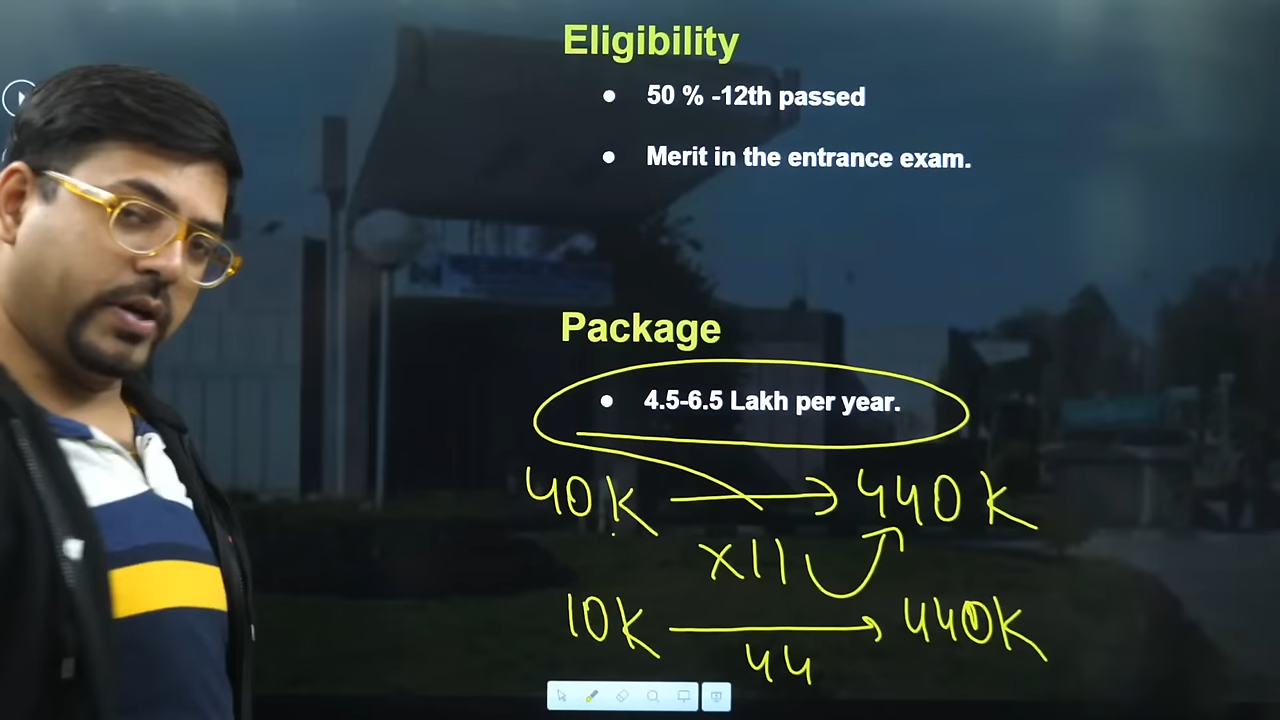 Eligibility
● 50 % -12th passed
● Merit in the entrance exam.
Package
● 4.5-6.5 Lakh per year.
40K → 440K
X11
10K → 440K
44